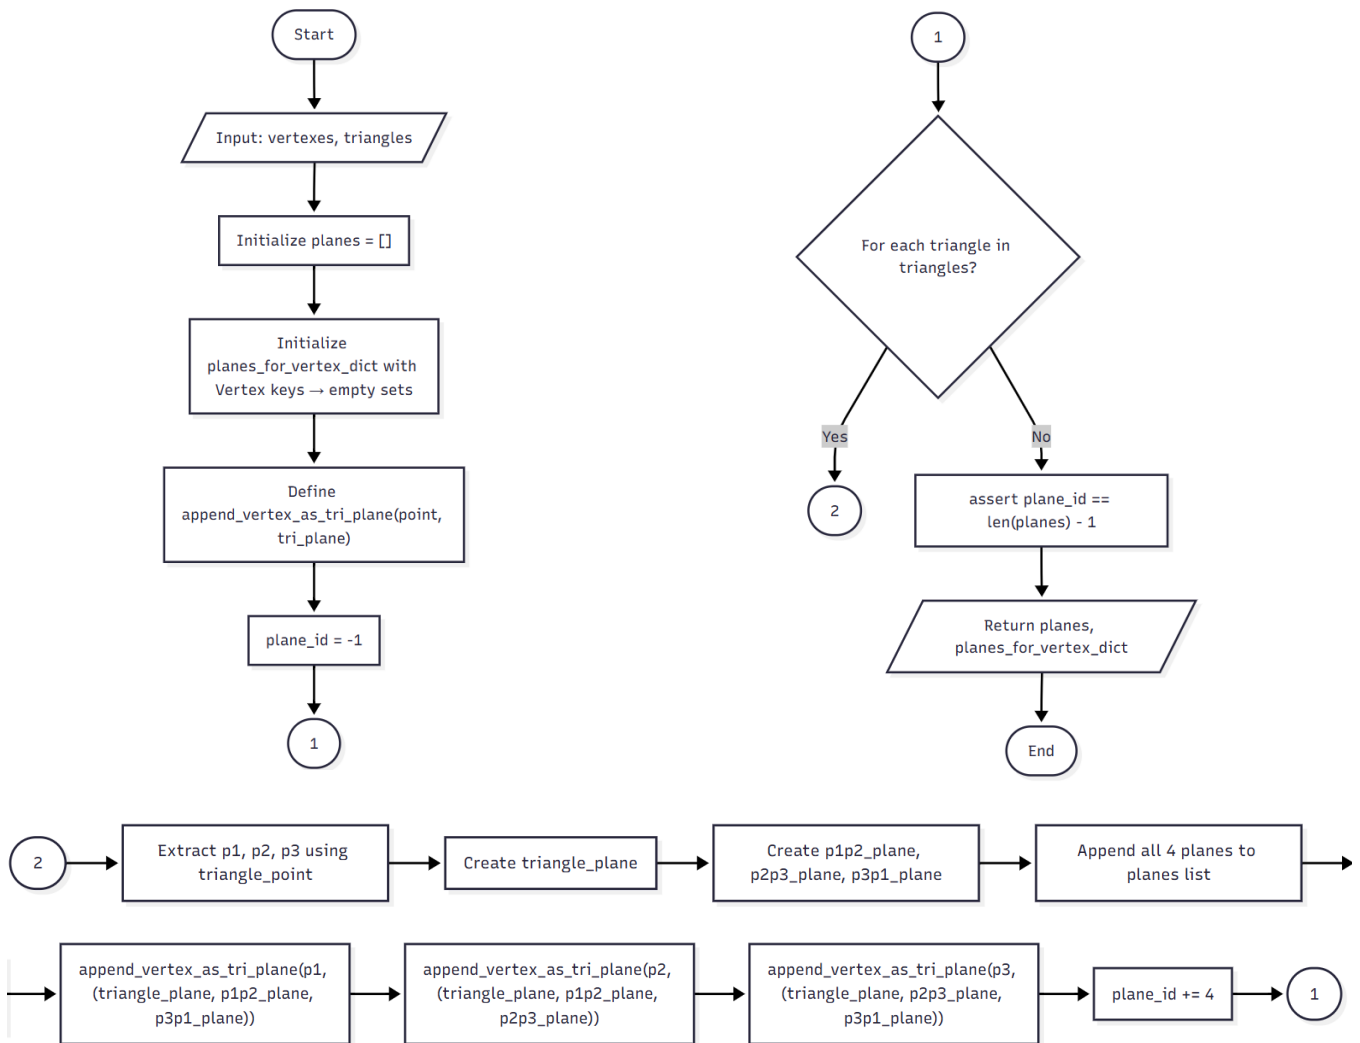 Start
Input: vertexes, triangles
Initialize planes = []
Initialize
planes_for_vertex_dict with
Vertex keys → empty sets
Define
append_vertex_as_tri_plane(point,
tri_plane)
plane_id = -1
1
1
For each triangle in
triangles?
Yes
No
2
assert plane_id ==
len(planes) - 1
Return planes,
planes_for_vertex_dict
End
2
Extract p1, p2, p3 using
triangle_point
Create triangle_plane
Create p1p2_plane,
p2p3_plane, p3p1_plane
Append all 4 planes to
planes list
append_vertex_as_tri_plane(p1,
(triangle_plane, p1p2_plane,
p3p1_plane))
append_vertex_as_tri_plane(p2,
(triangle_plane, p1p2_plane,
p2p3_plane))
append_vertex_as_tri_plane(p3,
(triangle_plane, p2p3_plane,
p3p1_plane))
plane_id += 4
1